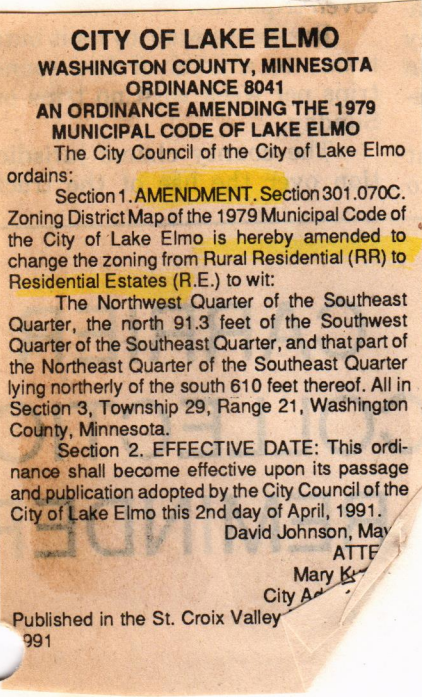 CITY OF LAKE ELMO
WASHINGTON COUNTY, MINNESOTA
ORDINANCE 8041
AN ORDINANCE AMENDING THE 1979
MUNICIPAL CODE OF LAKE ELMO
The City Council of the City of Lake Elmo
ordains:
Section 1. AMENDMENT. Section 301.070C.
Zoning District Map of the 1979 Municipal Code of
the City of Lake Elmo is hereby amended to
change the zoning from Rural Residential (RR) to
Residential Estates (R.E.) to wit:
The Northwest Quarter of the Southeast
Quarter, the north 91.3 feet of the Southwest
Quarter of the Southeast Quarter, and that part of
the Northeast Quarter of the Southeast Quarter
lying northerly of the south 610 feet thereof. All in
Section 3, Township 29, Range 21, Washington
County, Minnesota.
Section 2. EFFECTIVE DATE: This ordi-
nance shall become effective upon its passage
and publication adopted by the City Council of the
City of Lake Elmo this 2nd day of April, 1991.
David Johnson, May
ATTE
Mary
City
Published in the St. Croix Valley
991